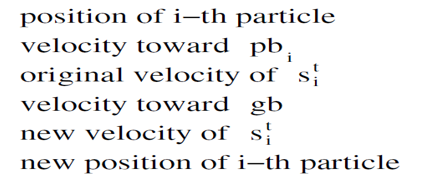 position of i–th particle
velocity toward pb_i
original velocity of s_i^t
velocity toward gb
new velocity of s_i^t
new position of i–th particle